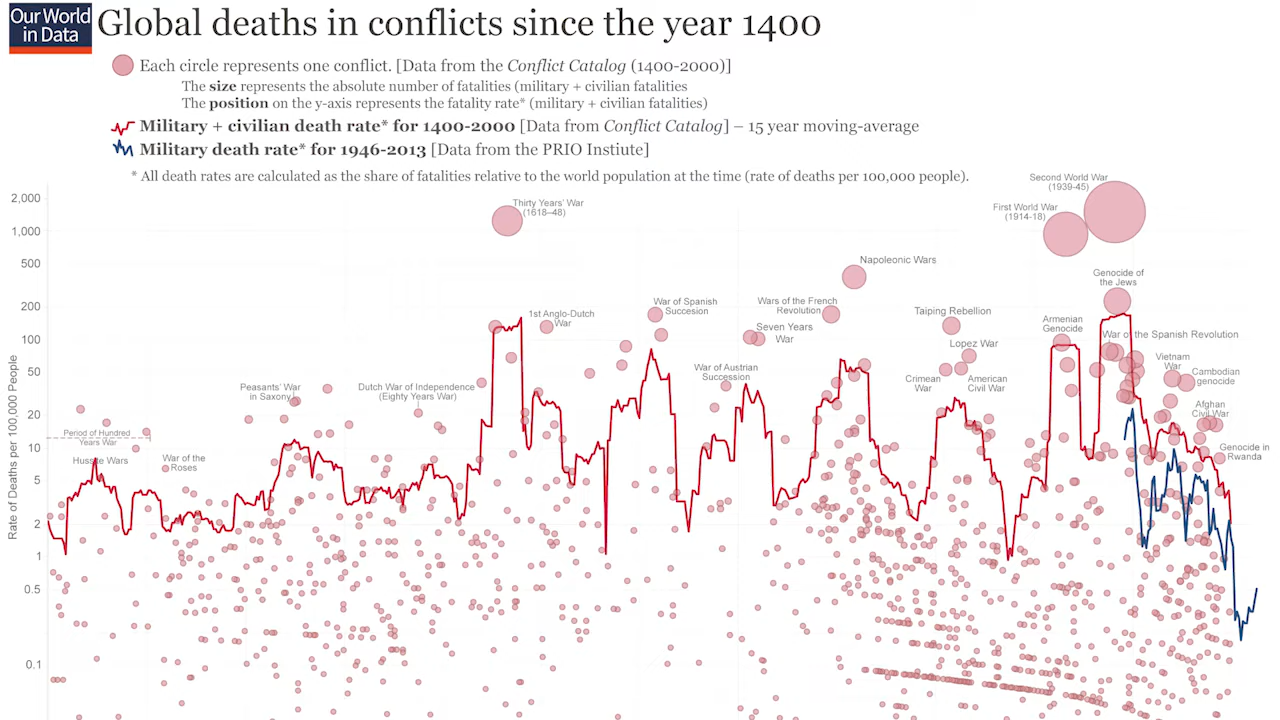 Our World
in Data
Global deaths in conflicts since the year 1400
Each circle represents one conflict. [Data from the Conflict Catalog (1400-2000)]
The size represents the absolute number of fatalities (military + civilian fatalities
The position on the y-axis represents the fatality rate* (military + civilian fatalities)
Military + civilian death rate* for 1400-2000 [Data from Conflict Catalog] – 15 year moving-average
Military death rate* for 1946-2013 [Data from the PRIO Instiute]
* All death rates are calculated as the share of fatalities relative to the world population at the time (rate of deaths per 100,000 people).
Rate of Deaths per 100,000 People
2,000
1,000
500
200
100
50
20
10
5
2
1
0.5
0.1
Period of Hundred
Years War
Hussite Wars
War of the
Roses
Peasants' War
in Saxony
Dutch War of Independence
(Eighty Years War)
Thirty Years' War
(1618–48)
1st Anglo-Dutch
War
War of Spanish
Succesion
War of Austrian
Succession
Seven Years
War
Wars of the French
Revolution
Napoleonic Wars
Taiping Rebellion
Lopez War
Crimean
War
American
Civil War
First World War
(1914-18)
Second World War
(1939-45)
Genocide of
the Jews
Armenian
Genocide
War of the Spanish Revolution
Vietnam
War
Cambodian
genocide
Afghan
Civil War
Genocide in
Rwanda